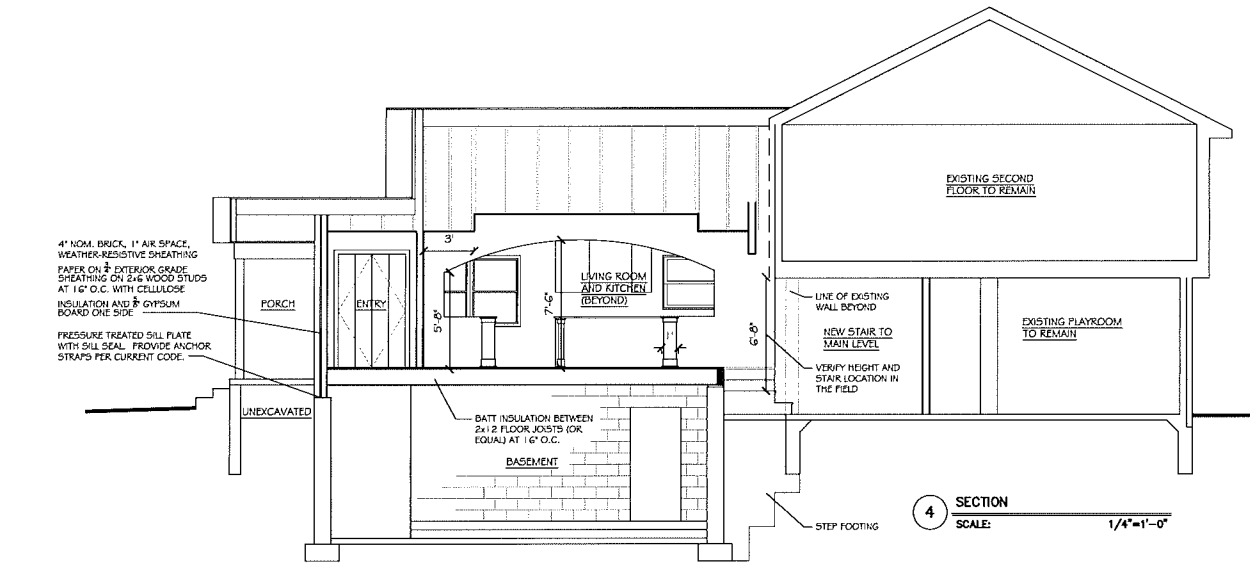 EXISTING SECOND
FLOOR TO REMAIN
4" NOM. BRICK, 1" AIR SPACE,
WEATHER-RESISTIVE SHEATHING
PAPER ON 3/4" EXTERIOR GRADE
SHEATHING ON 2x6 WOOD STUDS
AT 16" O.C. WITH CELLULOSE
INSULATION AND 5/8" GYPSUM
BOARD ONE SIDE
PRESSURE TREATED SILL PLATE
WITH SILL SEAL. PROVIDE ANCHOR
STRAPS PER CURRENT CODE.
PORCH
ENTRY
3'
5'-8"
7'-6"
LIVING ROOM
AND KITCHEN
(BEYOND)
1'
6'-8"
LINE OF EXISTING
WALL BEYOND
NEW STAIR TO
MAIN LEVEL
VERIFY HEIGHT AND
STAIR LOCATION IN
THE FIELD
EXISTING PLAYROOM
TO REMAIN
UNEXCAVATED
BATT INSULATION BETWEEN
2x12 FLOOR JOISTS (OR
EQUAL) AT 16" O.C.
BASEMENT
STEP FOOTING
4
SECTION
SCALE: 1/4"=1'-0"